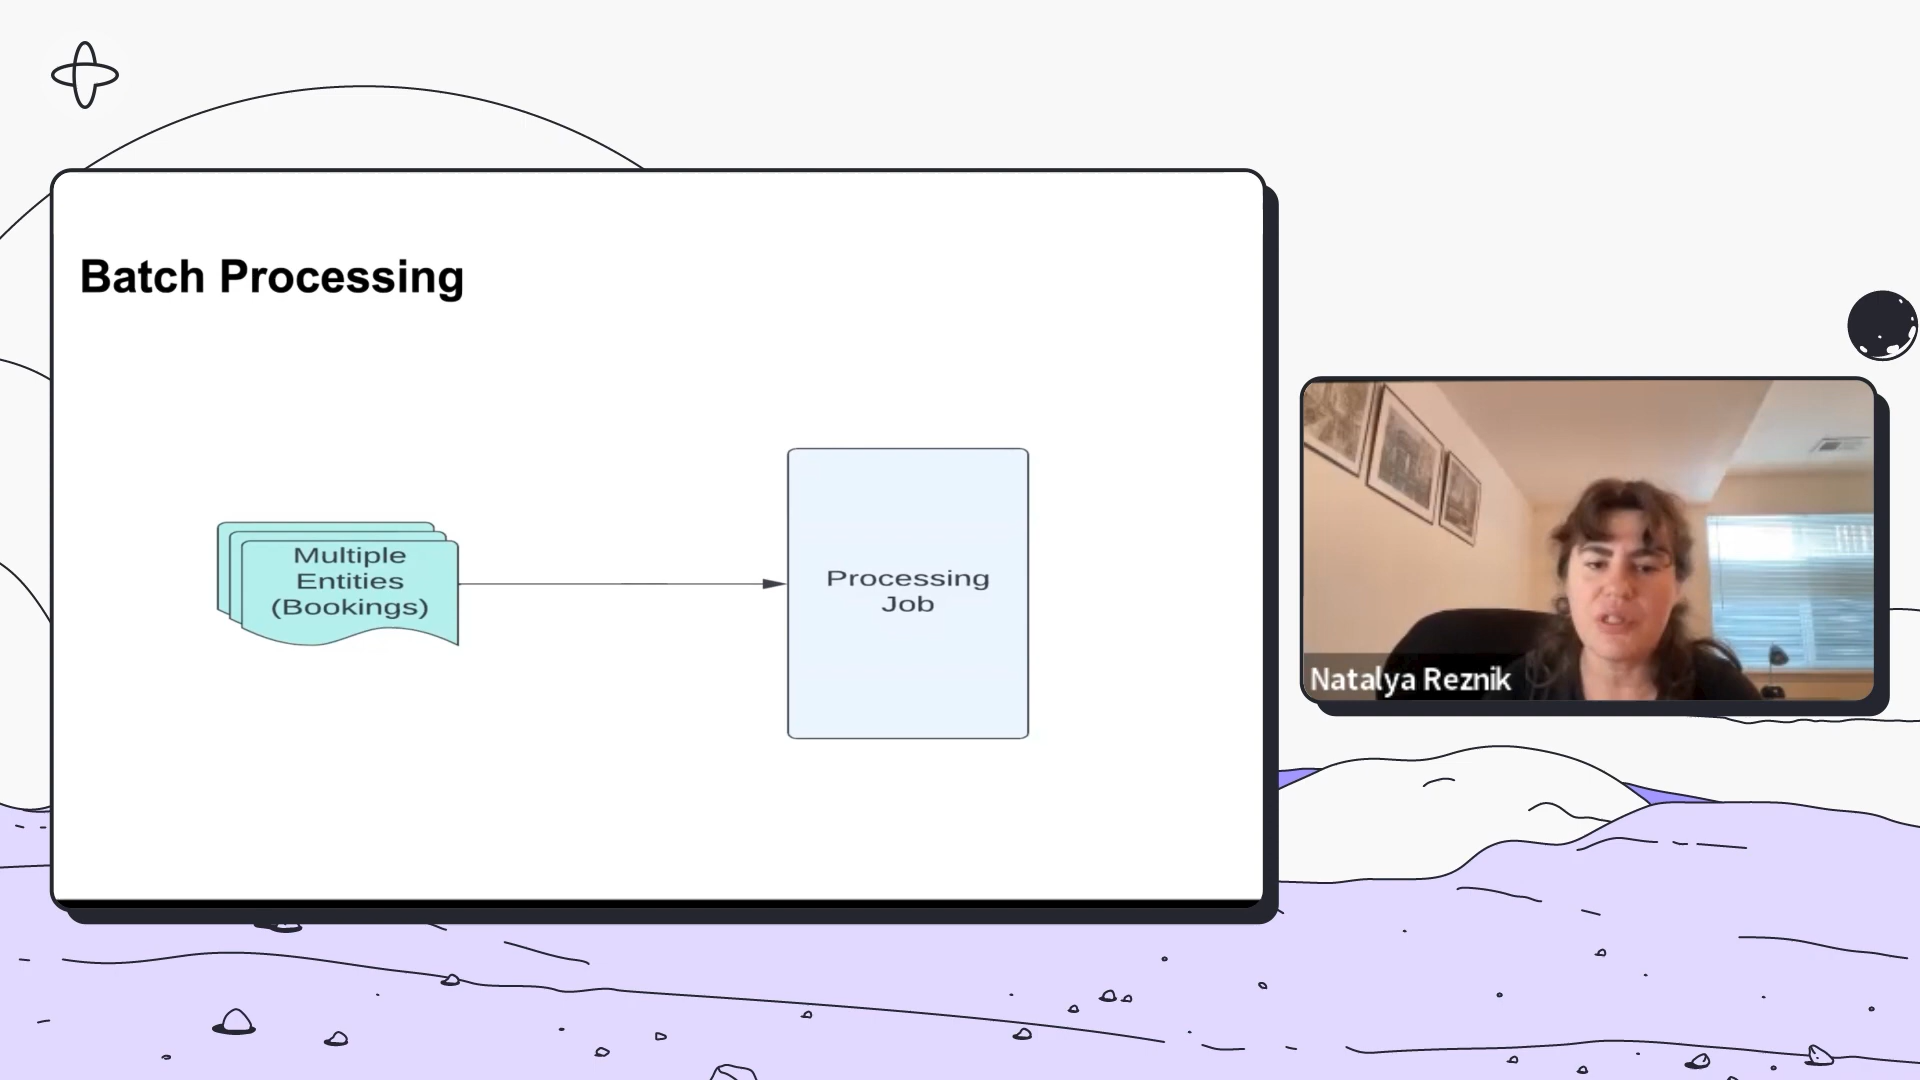 Batch Processing
Multiple
Entities
(Bookings)
Processing
Job
Natalya Reznik